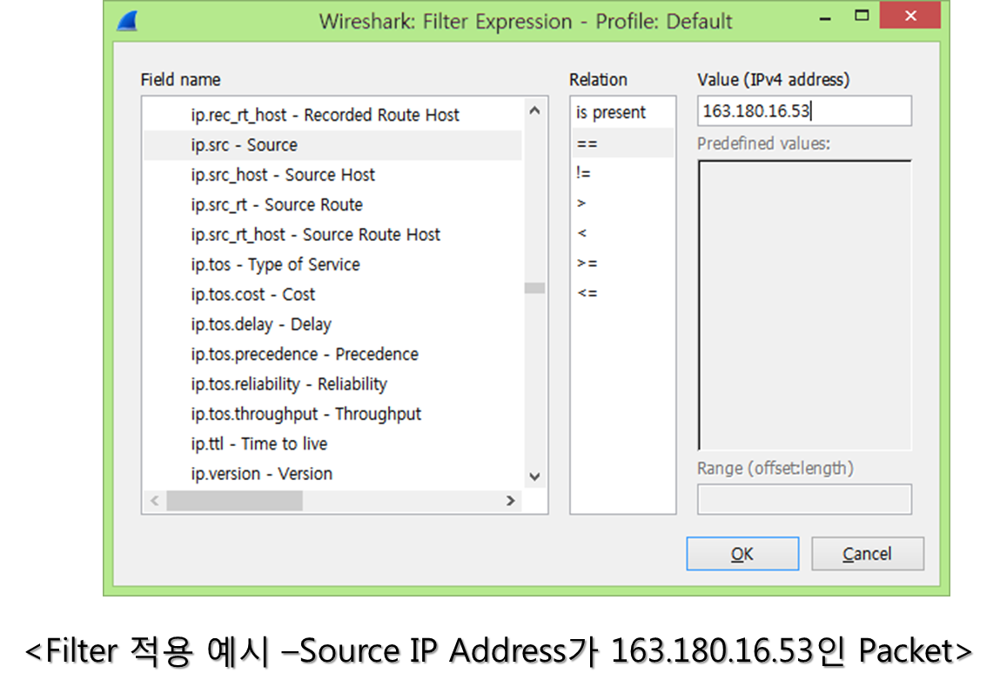 Wireshark: Filter Expression - Profile: Default
Field name
ip.rec_rt_host - Recorded Route Host
ip.src - Source
ip.src_host - Source Host
ip.src_rt - Source Route
ip.src_rt_host - Source Route Host
ip.tos - Type of Service
ip.tos.cost - Cost
ip.tos.delay - Delay
ip.tos.precedence - Precedence
ip.tos.reliability - Reliability
ip.tos.throughput - Throughput
ip.ttl - Time to live
ip.version - Version
Relation
is present
==
!=
>
<
>=
<=
Value (IPv4 address)
163.180.16.53
Predefined values:
Range (offset:length)
OK
Cancel
<Filter 적용 예시 –Source IP Address가 163.180.16.53인 Packet>